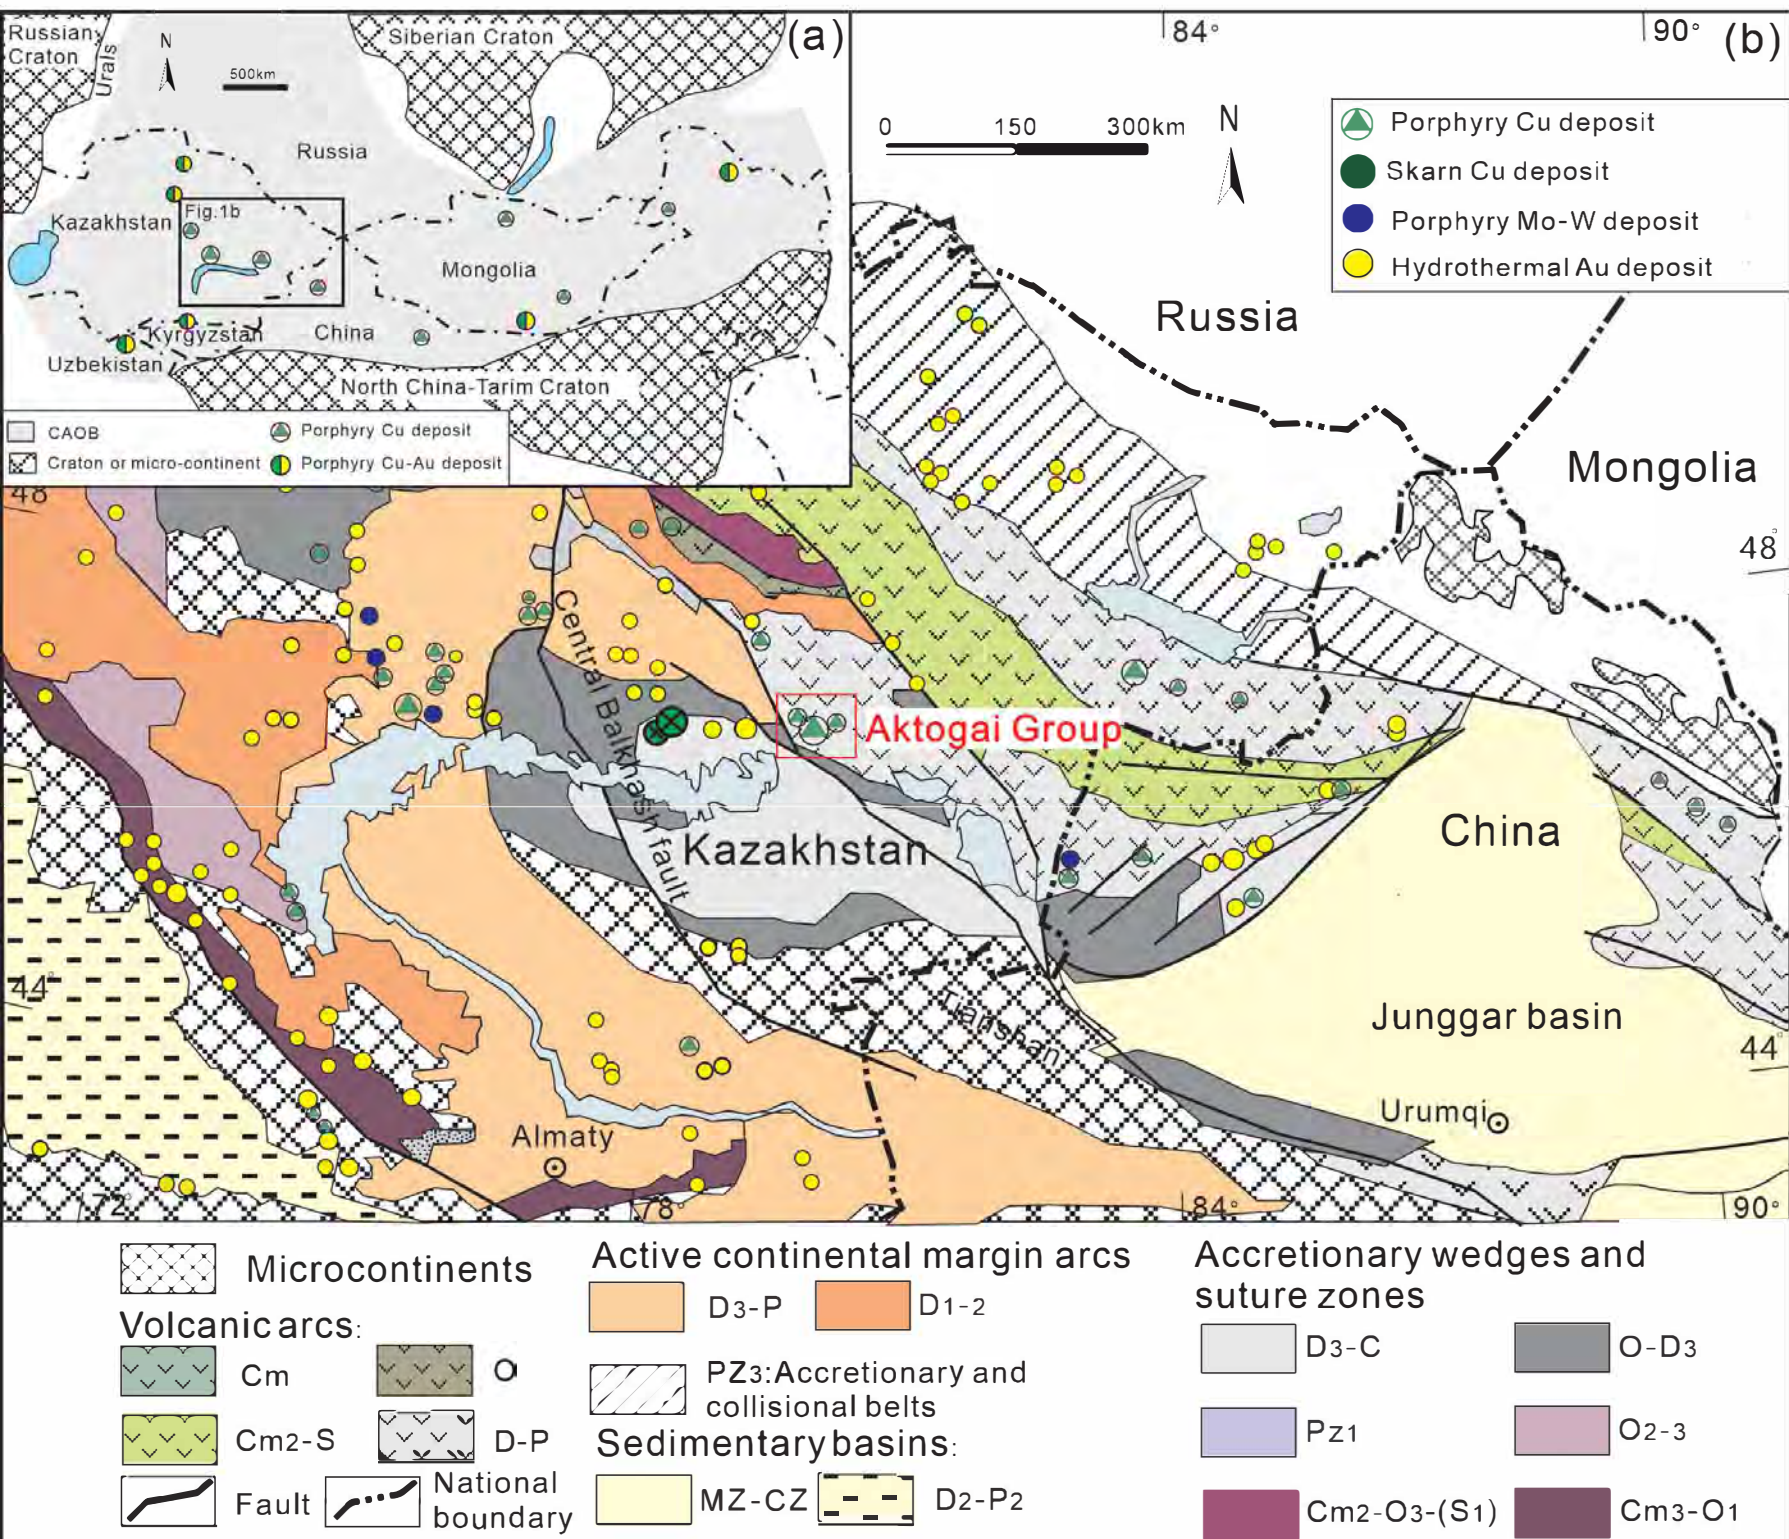 Russian
Craton
Urals
N
500km
Siberian Craton
(a)
Russia
Kazakhstan
Fig.1b
Mongolia
Kyrgyzstan
China
Uzbekistan
North China-Tarim Craton
CAOB
Porphyry Cu deposit
Craton or micro-continent
Porphyry Cu-Au deposit
84°
90°
(b)
0 150 300km
N
Porphyry Cu deposit
Skarn Cu deposit
Porphyry Mo-W deposit
Hydrothermal Au deposit
Russia
Mongolia
48
48°
Central Balkhash fault
Aktogai Group
Kazakhstan
China
44°
Tianshan
Junggar basin
44°
Urumqi
Almaty
72°
78°
84°
90°
Microcontinents
Volcanic arcs:
Cm
O
Cm2-S
D-P
Fault
National
boundary
Active continental margin arcs
D3-P
D1-2
PZ3:Accretionary and
collisional belts
Sedimentary basins:
MZ-CZ
D2-P2
Accretionary wedges and
suture zones
D3-C
O-D3
Pz1
O2-3
Cm2-O3-(S1)
Cm3-O1